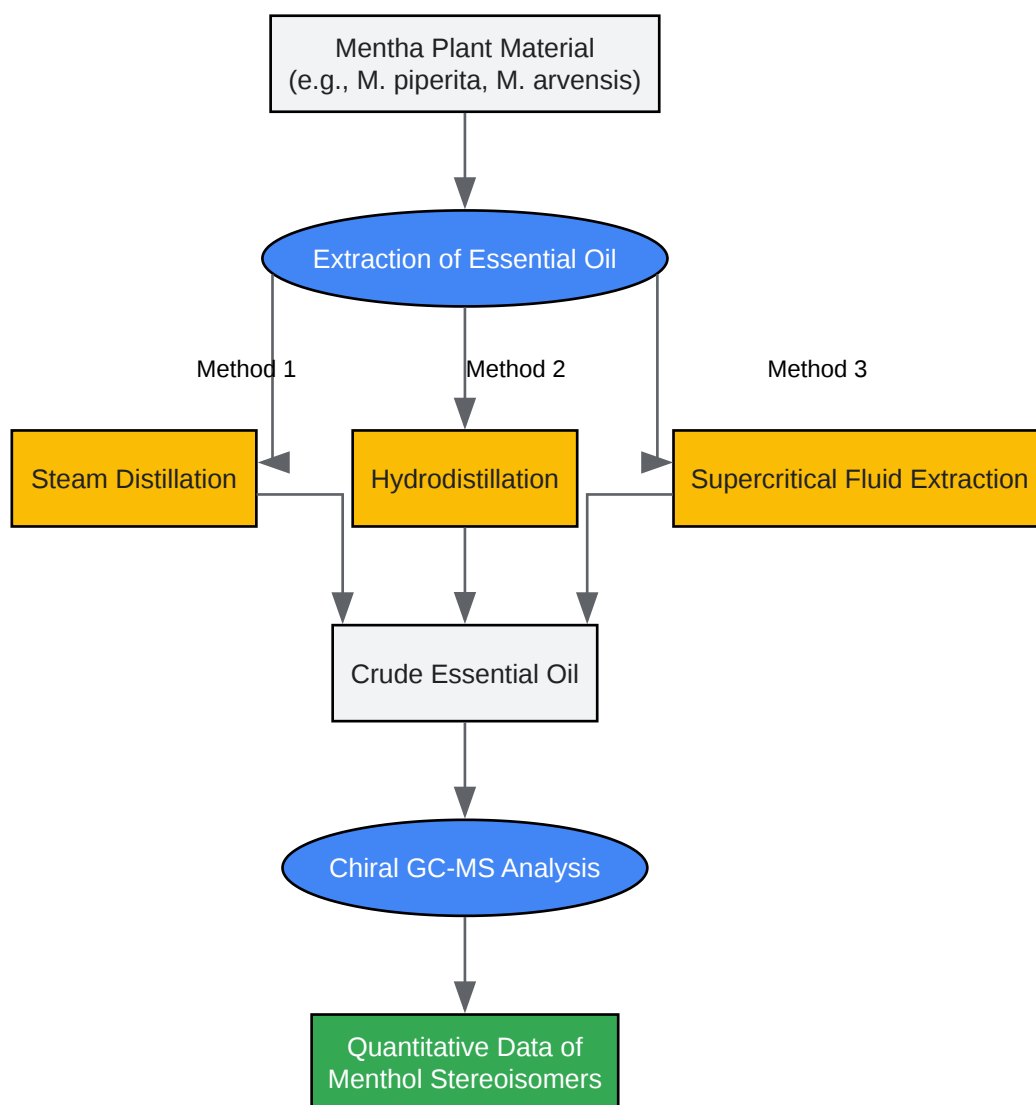 Mentha Plant Material
(e.g., M. piperita, M. arvensis)
Extraction of Essential Oil
Method 1
Method 2
Method 3
Steam Distillation
Hydrodistillation
Supercritical Fluid Extraction
Crude Essential Oil
Chiral GC-MS Analysis
Quantitative Data of
Menthol Stereoisomers